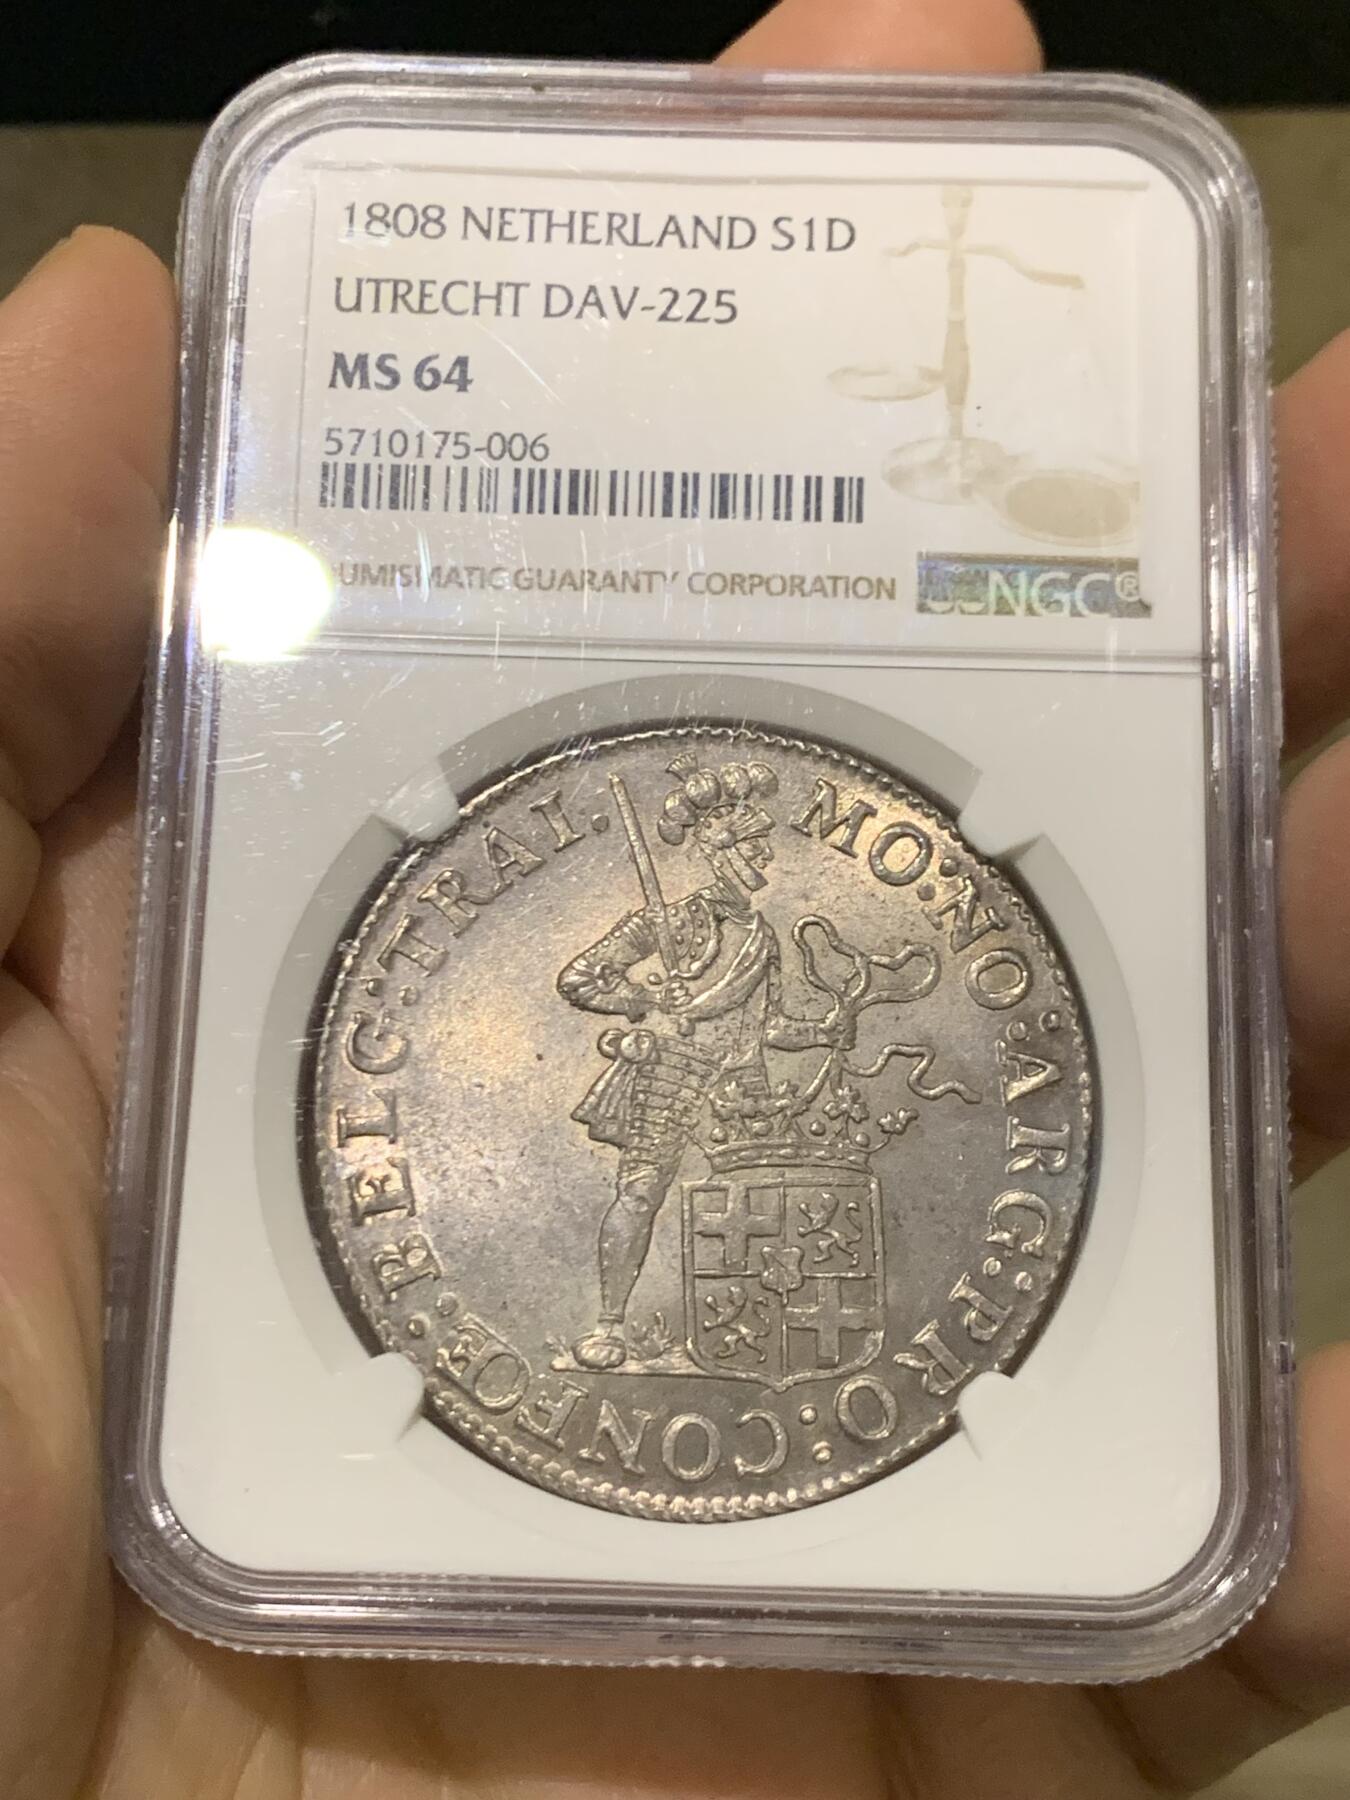 1808 NETHERLAND S1D
UTRECHT DAV-225
MS 64
5710175-006
NUMISMATIC GUARANTY CORPORATION
NGC®
MO:NO:ARG:PRO:CONFOE:BELG:TRAI.